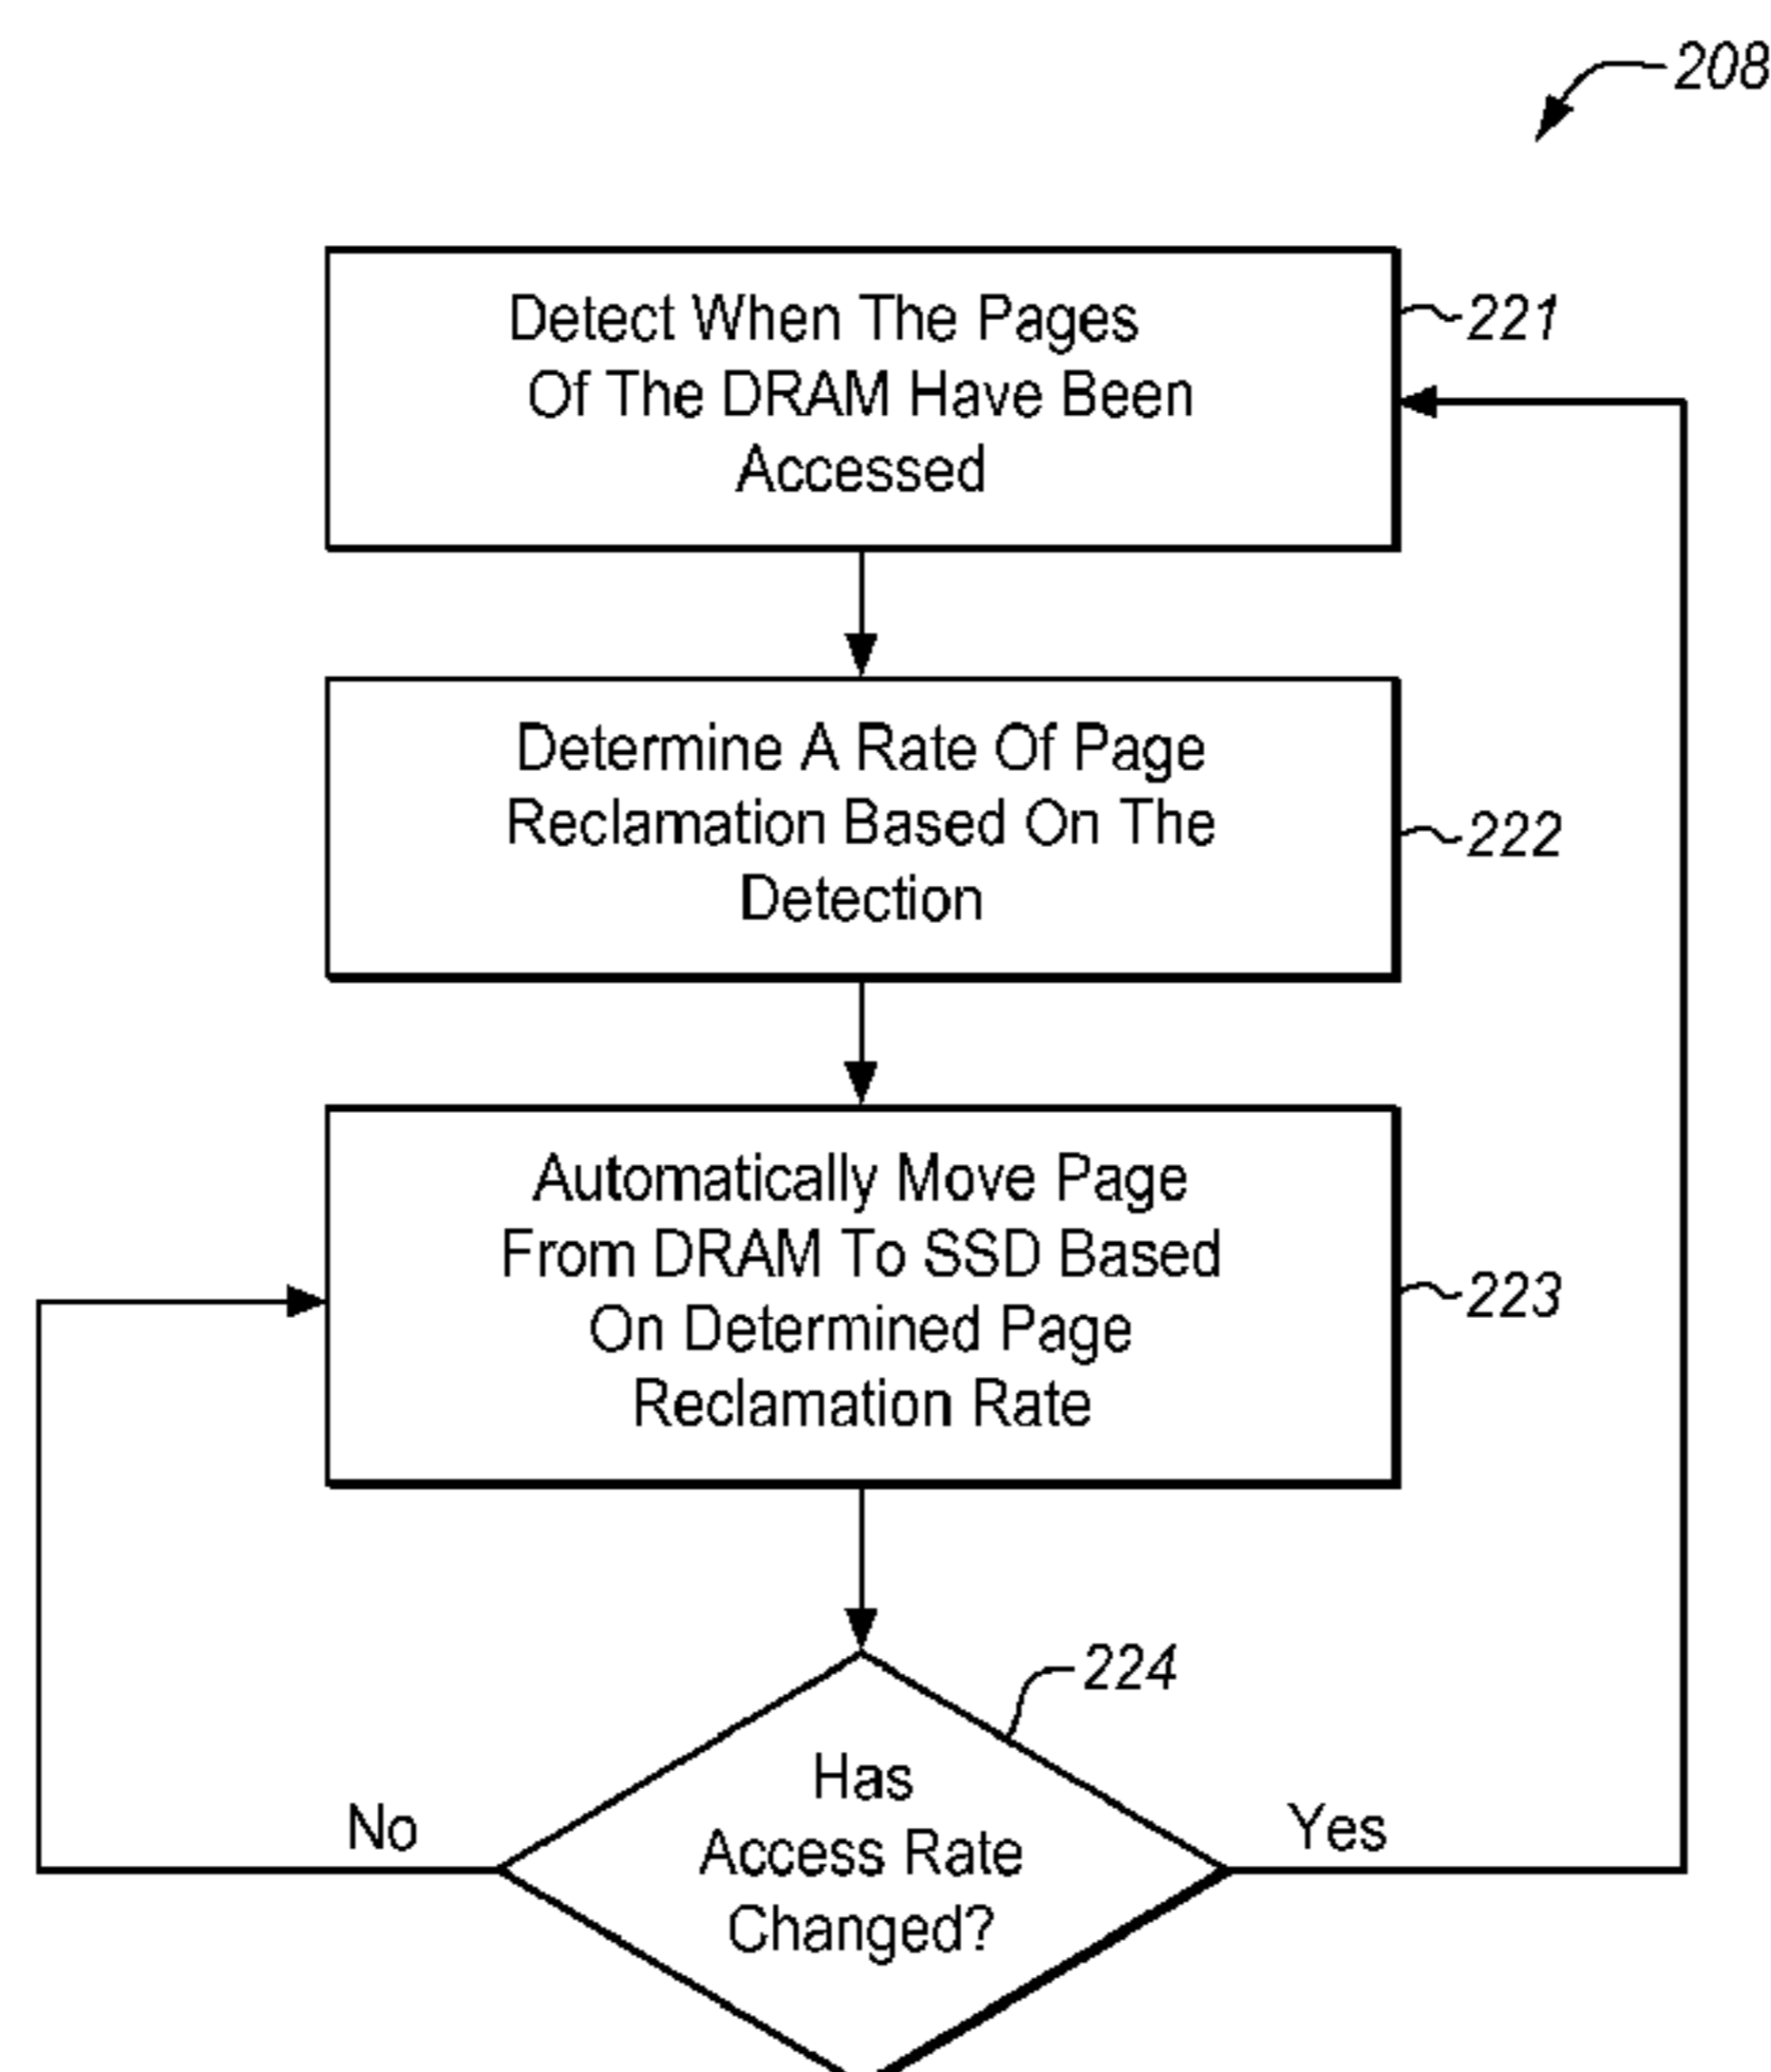 208
Detect When The Pages
Of The DRAM Have Been
Accessed
221
Determine A Rate Of Page
Reclamation Based On The
Detection
222
Automatically Move Page
From DRAM To SSD Based
On Determined Page
Reclamation Rate
223
224
Has
Access Rate
Changed?
No
Yes